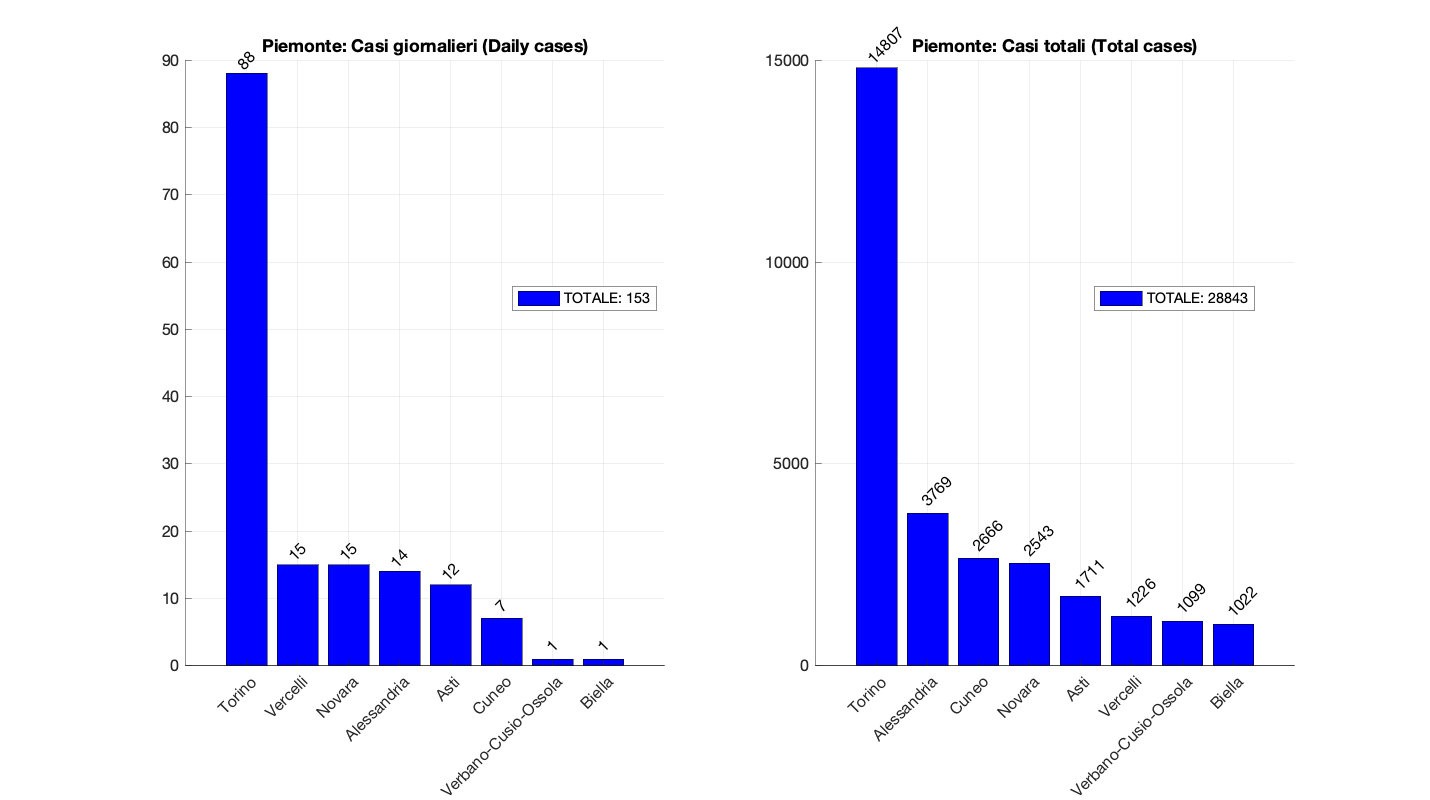 Piemonte: Casi giornalieri (Daily cases)
90
80
70
60
50
40
30
20
10
0
88
15
15
14
12
7
1
1
TOTALE: 153
Torino
Vercelli
Novara
Alessandria
Asti
Cuneo
Verbano-Cusio-Ossola
Biella
Piemonte: Casi totali (Total cases)
15000
10000
5000
0
14807
3769
2666
2543
1711
1226
1099
1022
TOTALE: 28843
Torino
Alessandria
Cuneo
Novara
Asti
Vercelli
Verbano-Cusio-Ossola
Biella